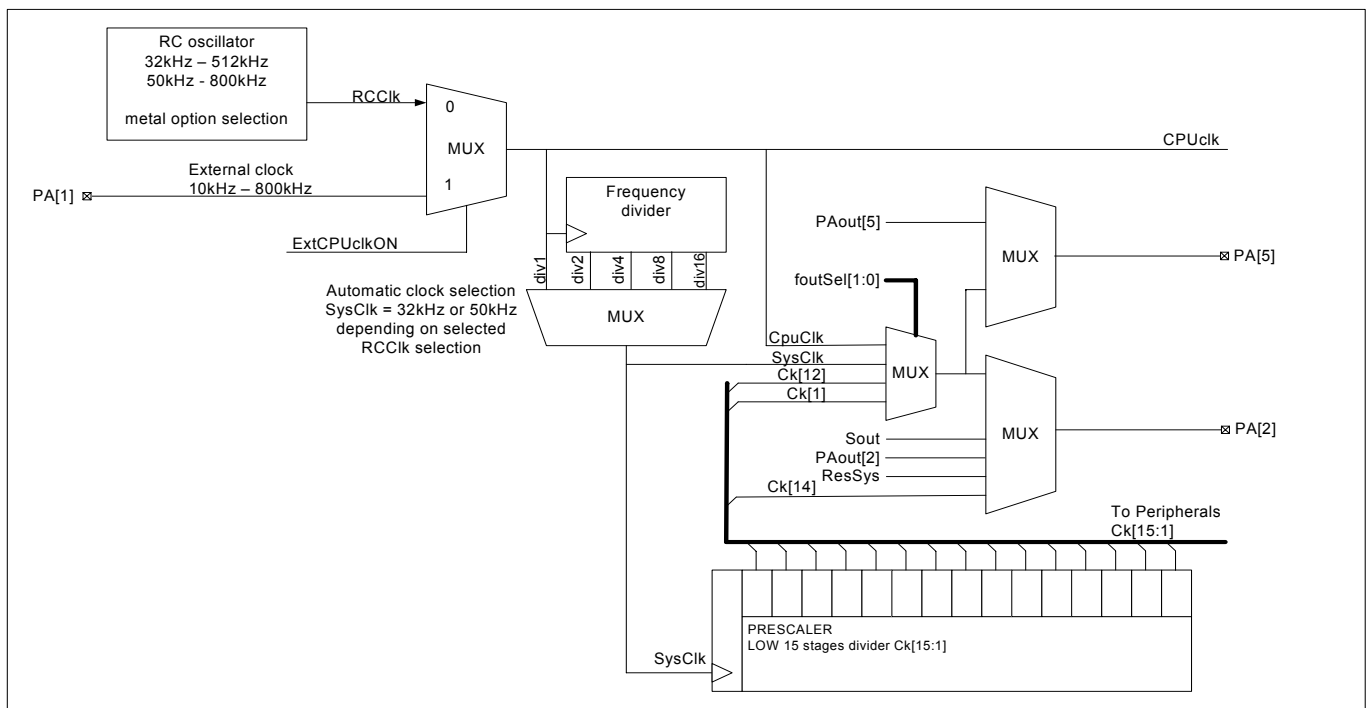 RC oscillator
32kHz – 512kHz
50kHz - 800kHz
metal option selection
RCClk
0
MUX
1
CPUclk
External clock
10kHz – 800kHz
PA[1]
ExtCPUclkON
Frequency
divider
div1
div2
div4
div8
div16
MUX
Automatic clock selection
SysClk = 32kHz or 50kHz
depending on selected
RCClk selection
PAout[5]
MUX
PA[5]
foutSel[1:0]
CpuClk
SysClk
Ck[12]
Ck[1]
MUX
Sout
PAout[2]
ResSys
Ck[14]
MUX
PA[2]
To Peripherals
Ck[15:1]
PRESCALER
LOW 15 stages divider Ck[15:1]
SysClk